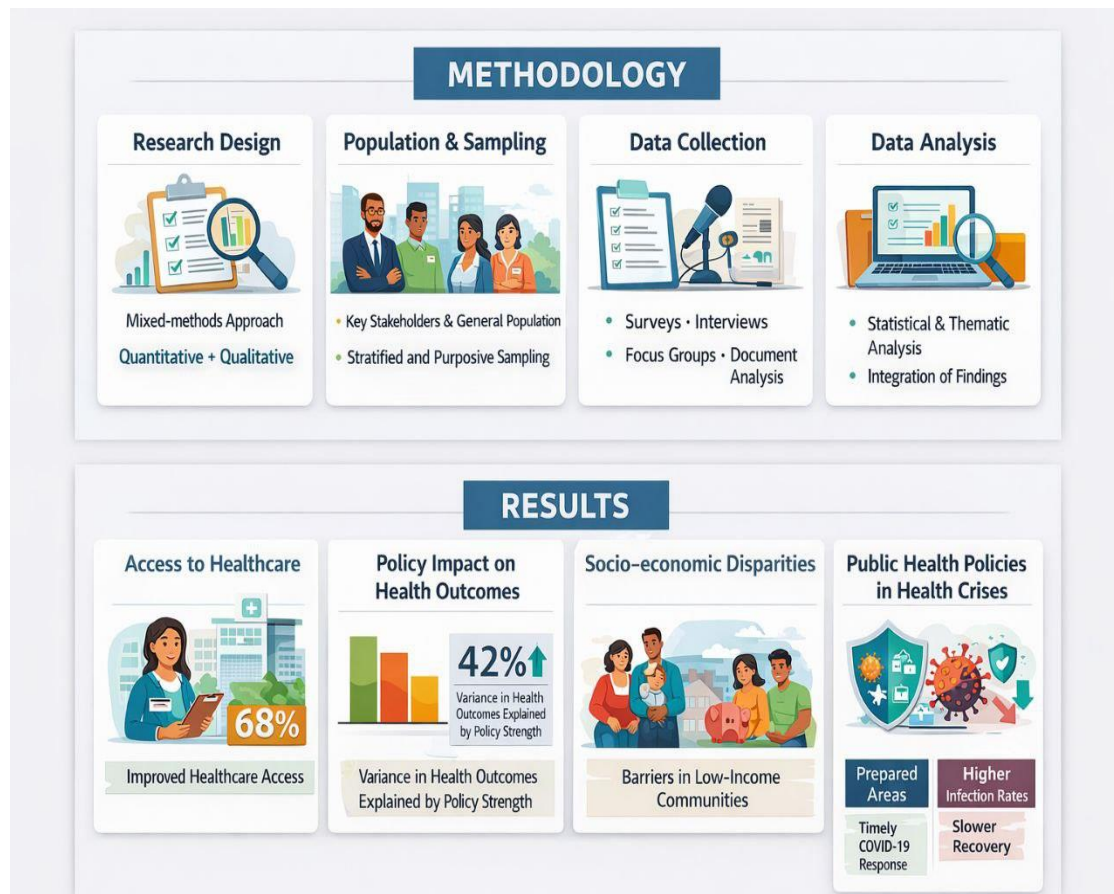 METHODOLOGY
Research Design
Mixed-methods Approach
Quantitative + Qualitative
Population & Sampling
• Key Stakeholders & General Population
• Stratified and Purposive Sampling
Data Collection
• Surveys · Interviews
• Focus Groups · Document
Analysis
Data Analysis
• Statistical & Thematic
Analysis
• Integration of Findings
RESULTS
Access to Healthcare
68%
Improved Healthcare Access
Policy Impact on
Health Outcomes
42%
Variance in Health
Outcomes Explained
by Policy Strength
Variance in Health Outcomes
Explained by Policy Strength
Socio-economic Disparities
Barriers in Low-Income
Communities
Public Health Policies
in Health Crises
Prepared
Areas
Timely
COVID-19
Response
Higher
Infection Rates
Slower
Recovery